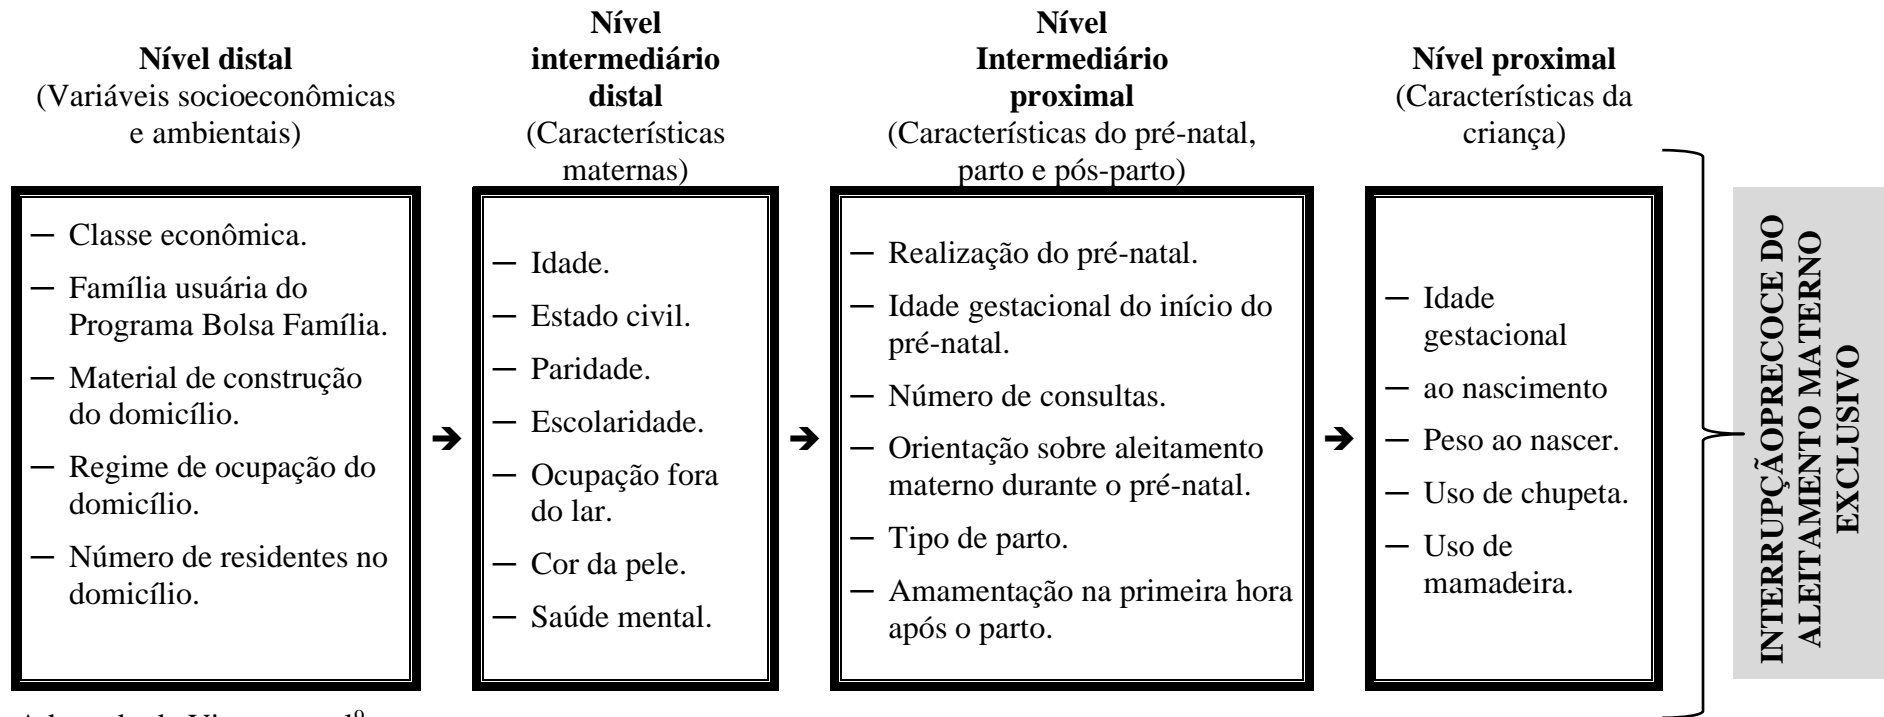 Nível distal
(Variáveis socioeconômicas
e ambientais)
— Classe econômica.
— Família usuária do
Programa Bolsa Família.
— Material de construção
do domicílio.
— Regime de ocupação do
domicílio.
— Número de residentes no
domicílio.
➔
Nível
intermediário
distal
(Características
maternas)
— Idade.
— Estado civil.
— Paridade.
— Escolaridade.
— Ocupação fora
do lar.
— Cor da pele.
— Saúde mental.
➔
Nível
Intermediário
proximal
(Características do pré-natal,
parto e pós-parto)
— Realização do pré-natal.
— Idade gestacional do início do
pré-natal.
— Número de consultas.
— Orientação sobre aleitamento
materno durante o pré-natal.
— Tipo de parto.
— Amamentação na primeira hora
após o parto.
➔
Nível proximal
(Características da
criança)
— Idade
gestacional
— ao nascimento
— Peso ao nascer.
— Uso de chupeta.
— Uso de
mamadeira.
INTERRUPÇÃOPRECOCE DO
ALEITAMENTO MATERNO
EXCLUSIVO